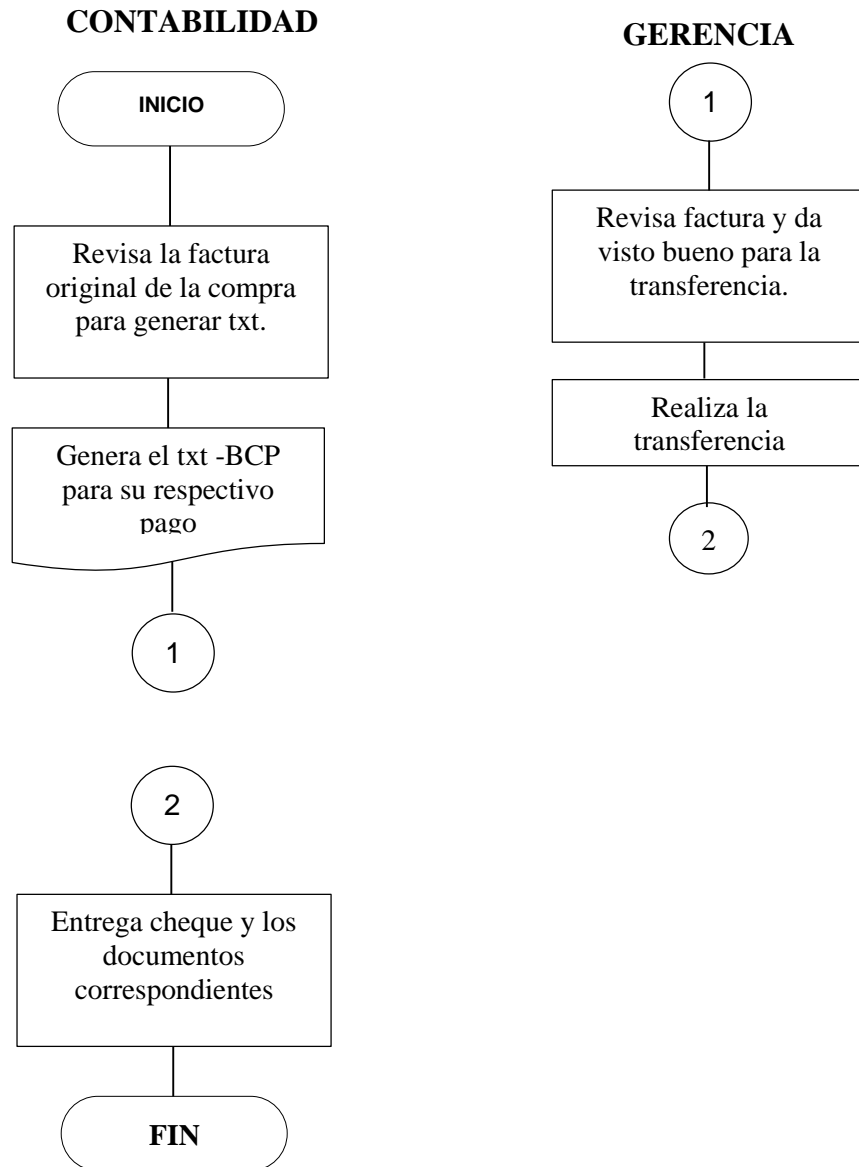 CONTABILIDAD
INICIO
Revisa la factura
original de la compra
para generar txt.
Genera el txt -BCP
para su respectivo
pago
1
GERENCIA
1
Revisa factura y da
visto bueno para la
transferencia.
Realiza la
transferencia
2
2
Entrega cheque y los
documentos
correspondientes
FIN